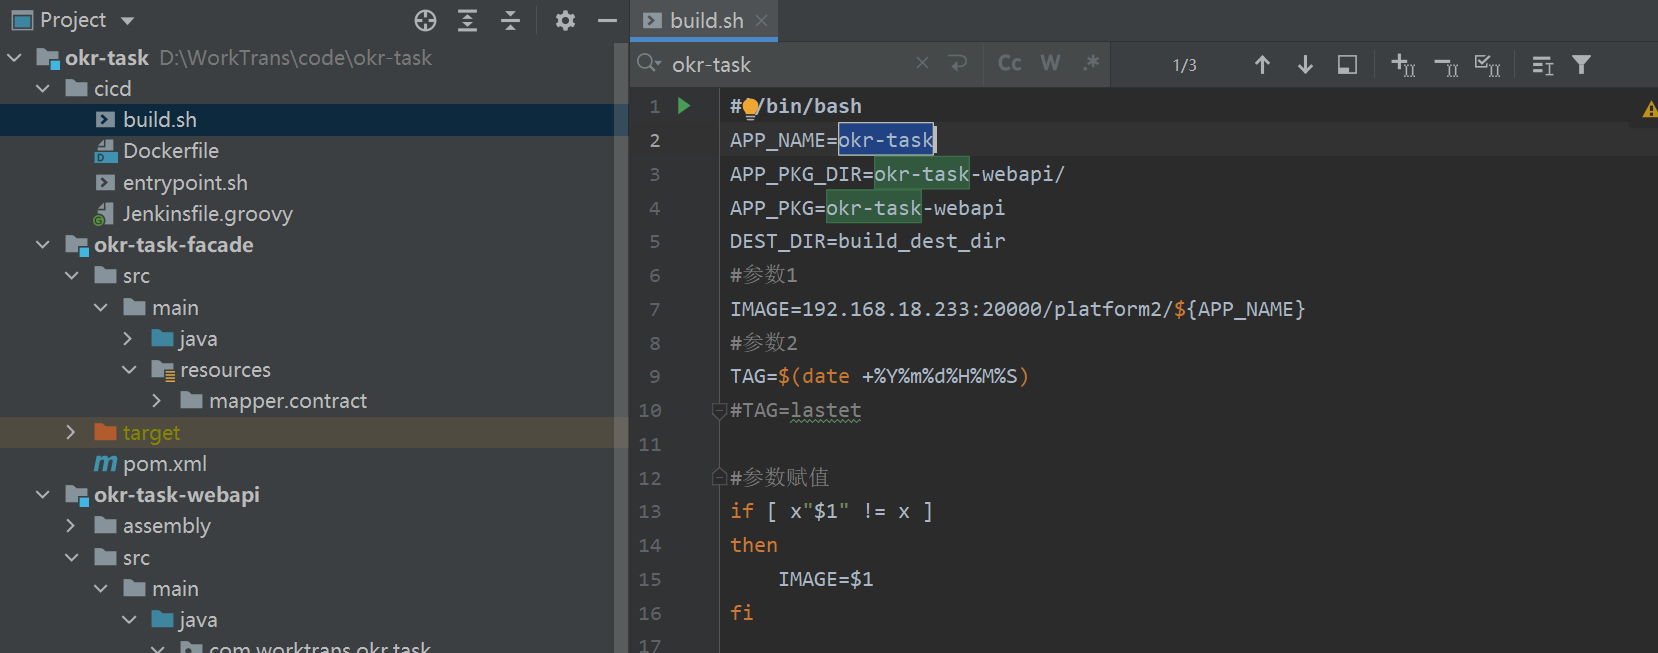 Project
okr-task D:\WorkTrans\code\okr-task
cicd
build.sh
Dockerfile
entrypoint.sh
Jenkinsfile.groovy
okr-task-facade
src
main
java
resources
mapper.contract
target
pom.xml
okr-task-webapi
assembly
src
main
java
com.worktrans.okr.task
build.sh
okr-task
Cc W .*
1/3
1 #!/bin/bash
2 APP_NAME=okr-task
3 APP_PKG_DIR=okr-task-webapi/
4 APP_PKG=okr-task-webapi
5 DEST_DIR=build_dest_dir
6 #参数1
7 IMAGE=192.168.18.233:20000/platform2/${APP_NAME}
8 #参数2
9 TAG=$(date +%Y%m%d%H%M%S)
10 #TAG=lastet
11
12 #参数赋值
13 if [ x"$1" != x ]
14 then
15 IMAGE=$1
16 fi
17